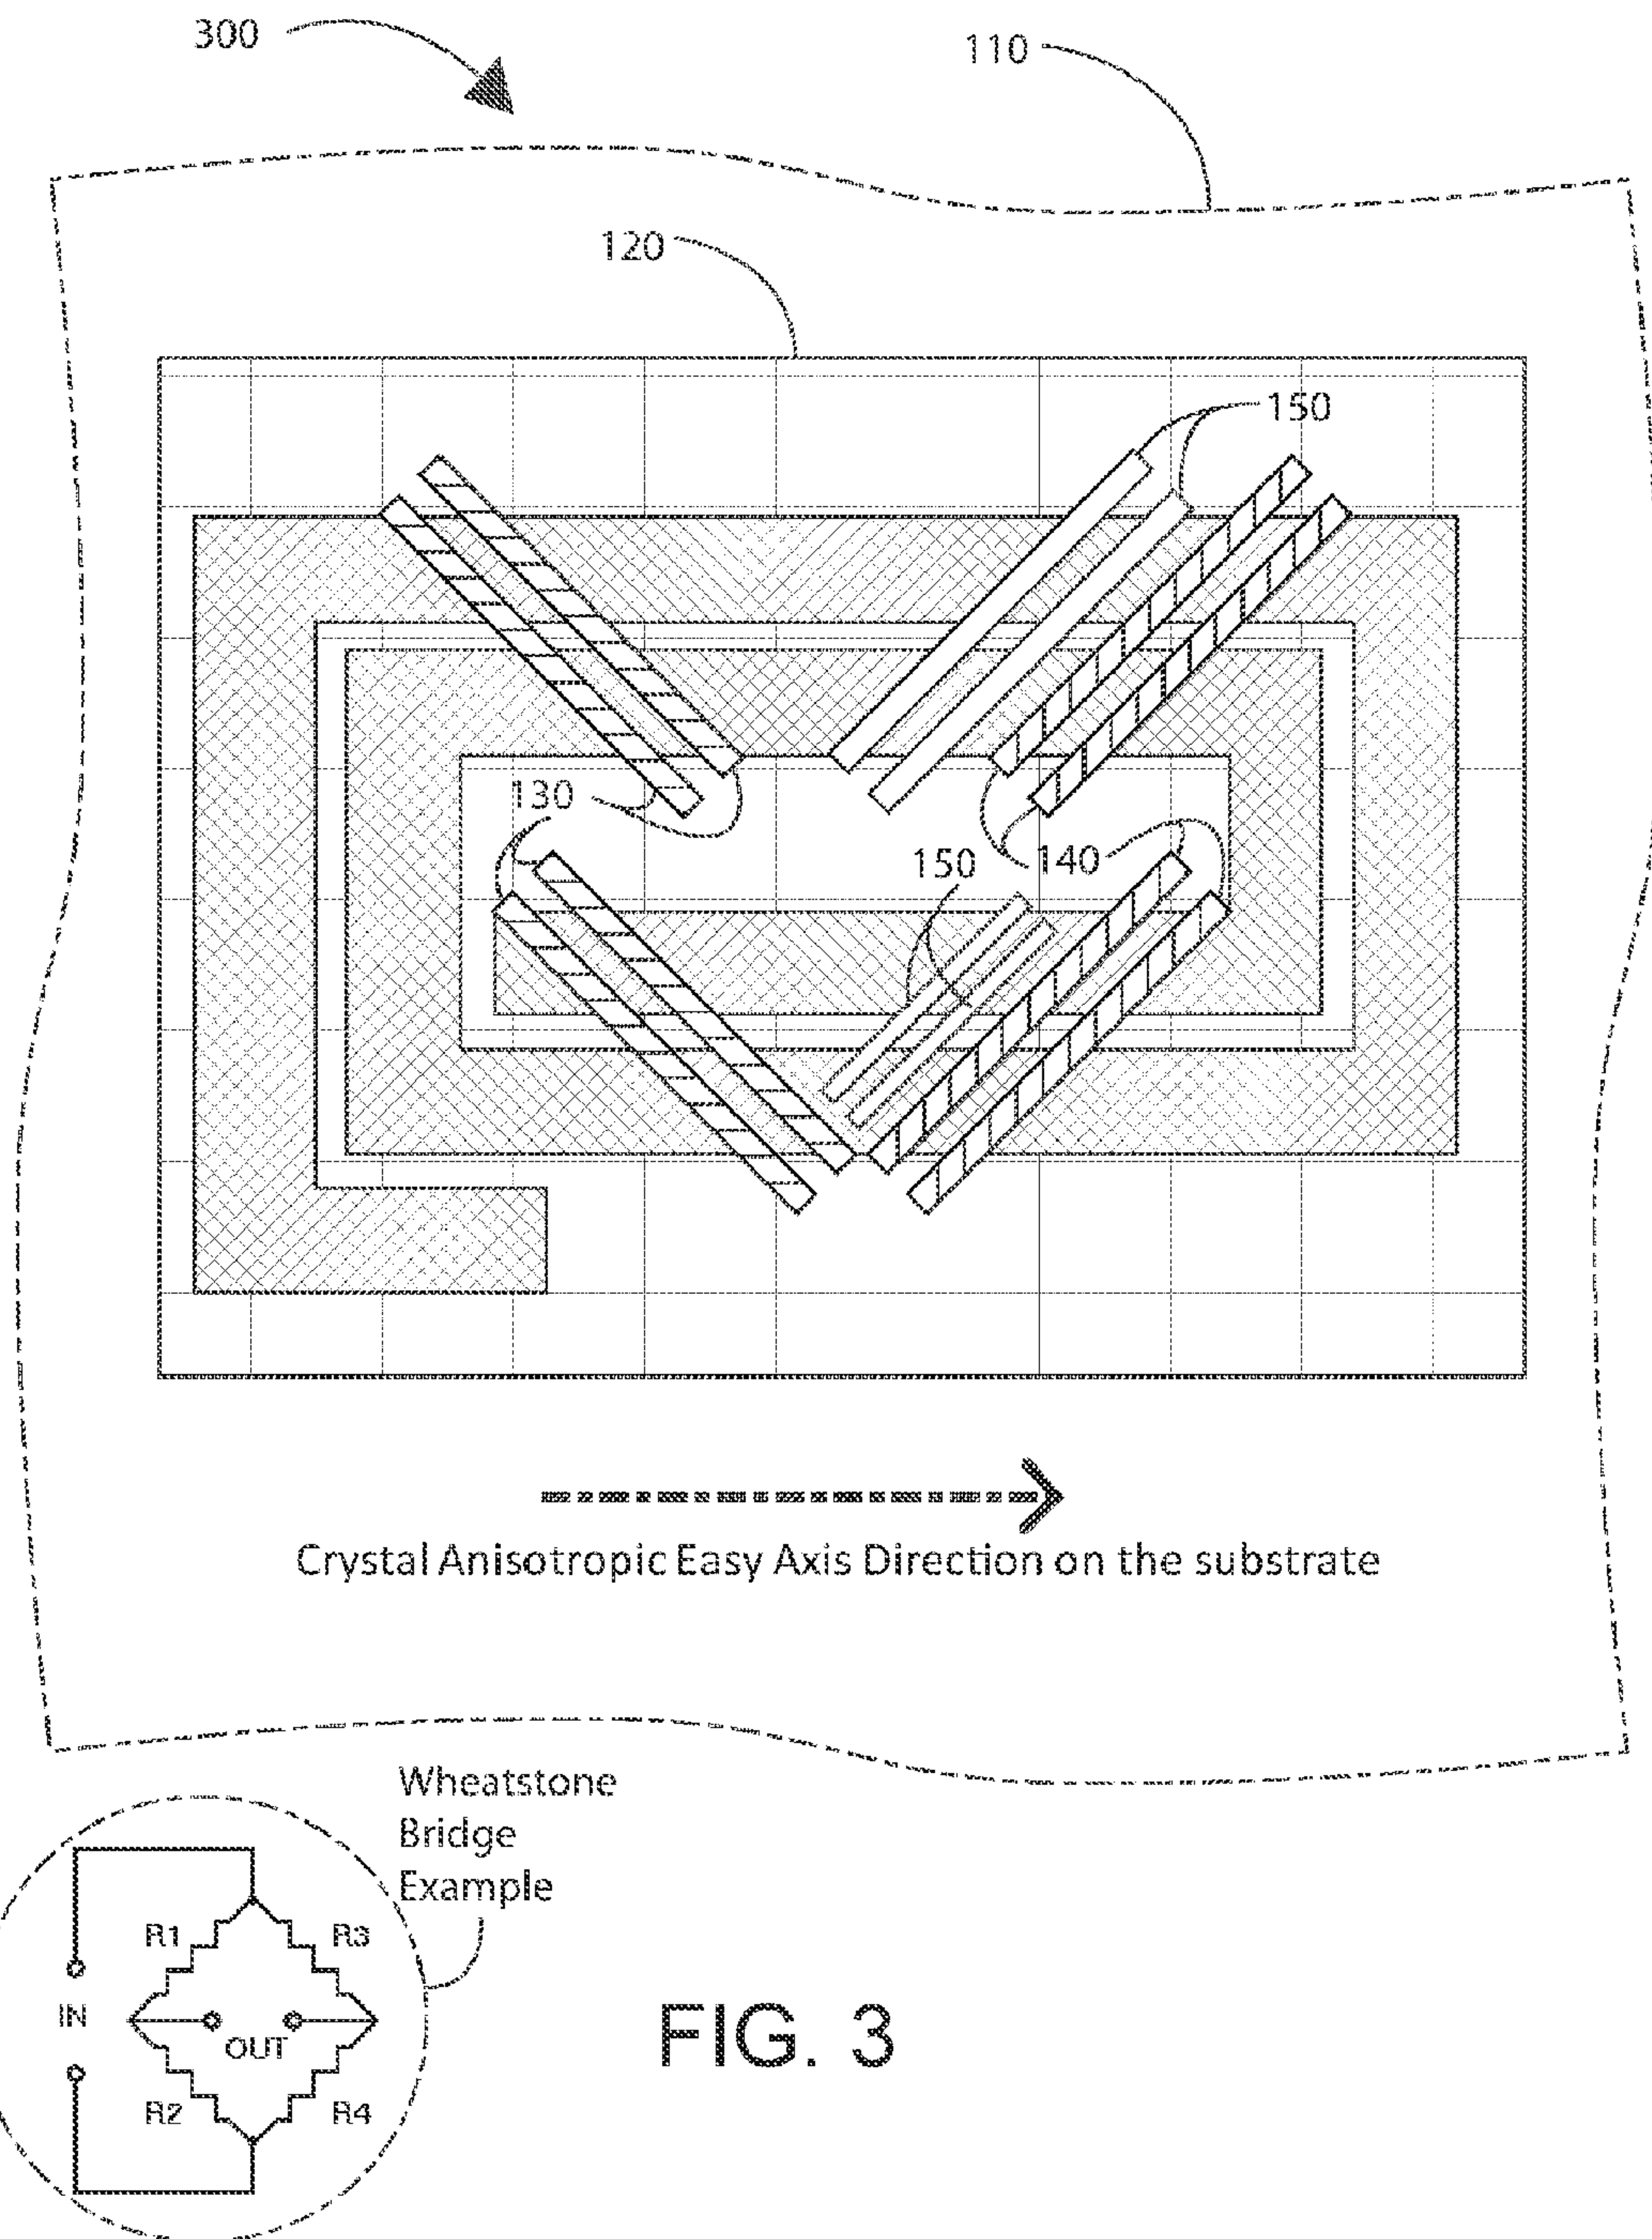 300
110
120
150
130
150
140
Crystal Anisotropic Easy Axis Direction on the substrate
Wheatstone
Bridge
Example
R1
R3
IN
OUT
R2
R4
FIG. 3